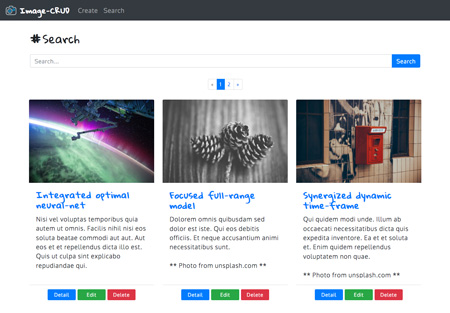 Image-CRUD Create Search
#Search
Search... Search
« 1 2 »
Integrated optimal
neural-net
Nisi vel voluptas temporibus quia
autem ut omnis. Facilis nihil nisi eos
soluta beatae commodi aut aut. Aut
eos et et repellendus dicta illo est.
Quis ut culpa sint explicabo
repudiandae qui.
Detail Edit Delete
Focused full-range
model
Dolorem omnis quibusdam sed
dolor est iste. Qui eos debitis
officiis. Et neque accusantium animi
necessitatibus sunt.
** Photo from unsplash.com **
Detail Edit Delete
Synergized dynamic
time-frame
Qui quidem modi unde. Illum ab
occaecati necessitatibus dicta quis
expedita inventore. Ea et et soluta
et. Enim quidem repellendus
voluptatem non quae.
** Photo from unsplash.com **
Detail Edit Delete